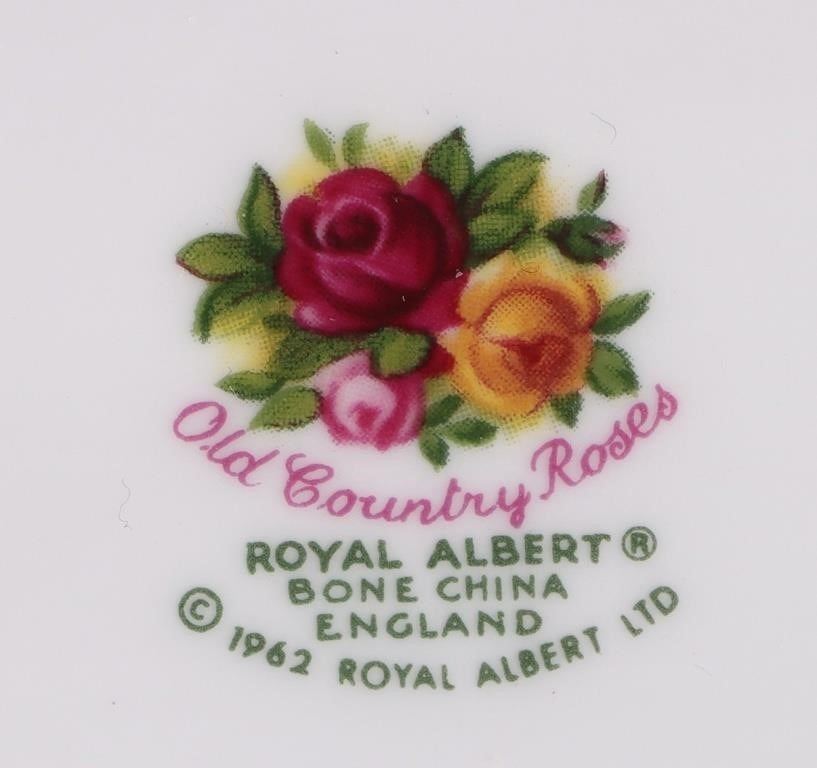 Old Country Roses
ROYAL ALBERT ®
BONE CHINA
ENGLAND
© 1962 ROYAL ALBERT LTD